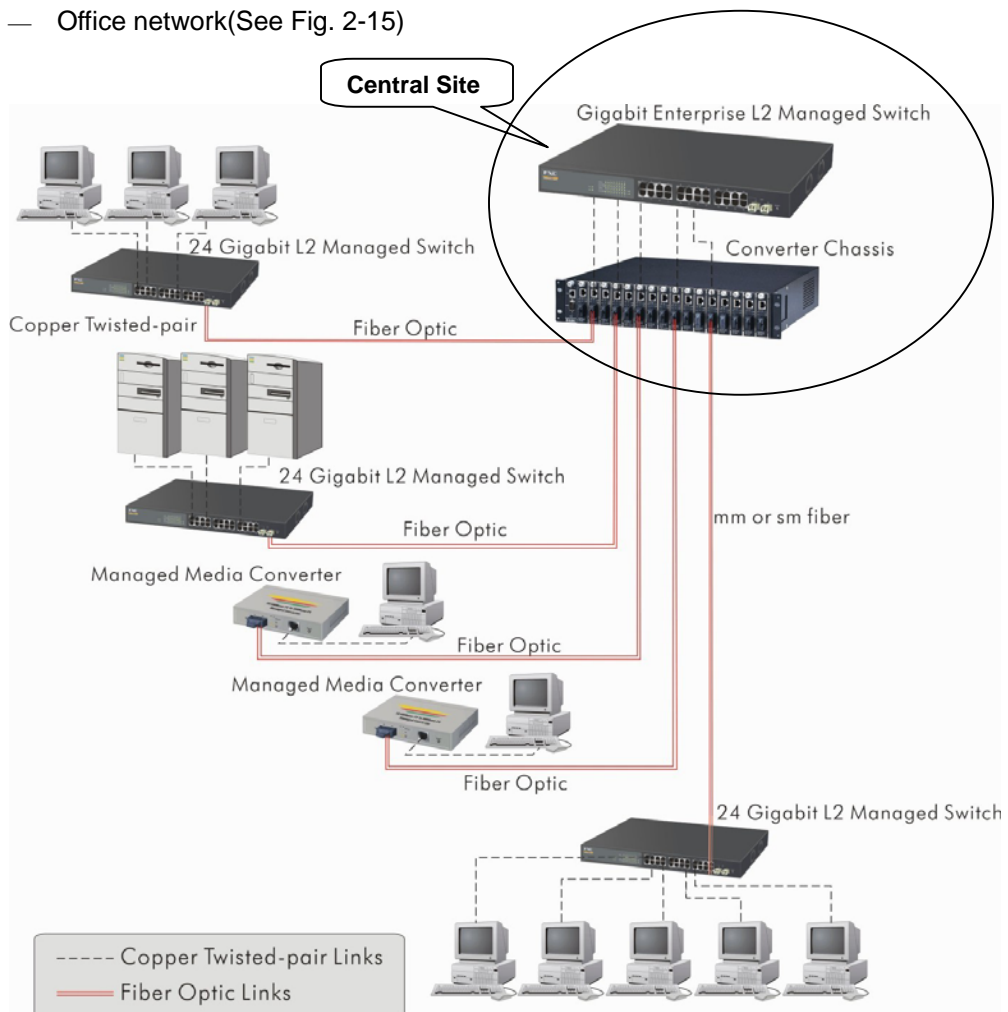 — Office network(See Fig. 2-15)
Central Site
Gigabit Enterprise L2 Managed Switch
24 Gigabit L2 Managed Switch
Converter Chassis
Copper Twisted-pair
Fiber Optic
24 Gigabit L2 Managed Switch
Fiber Optic
mm or sm fiber
Managed Media Converter
Fiber Optic
Managed Media Converter
Fiber Optic
24 Gigabit L2 Managed Switch
Copper Twisted-pair Links
Fiber Optic Links